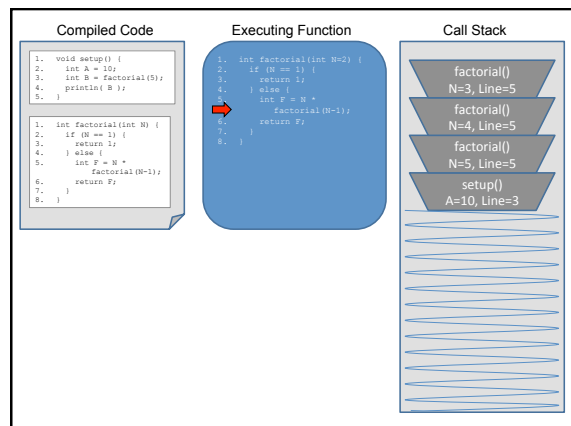 Compiled Code
1. void setup() {
2. int A = 10;
3. int B = factorial(5);
4. println( B );
5. }
1. int factorial(int N) {
2. if (N == 1) {
3. return 1;
4. } else {
5. int F = N *
factorial(N-1);
6. return F;
7. }
8. }
Executing Function
1. int factorial(int N=2) {
2. if (N == 1) {
3. return 1;
4. } else {
5. int F = N *
factorial(N-1);
6. return F;
7. }
8. }
Call Stack
factorial()
N=3, Line=5
factorial()
N=4, Line=5
factorial()
N=5, Line=5
setup()
A=10, Line=3